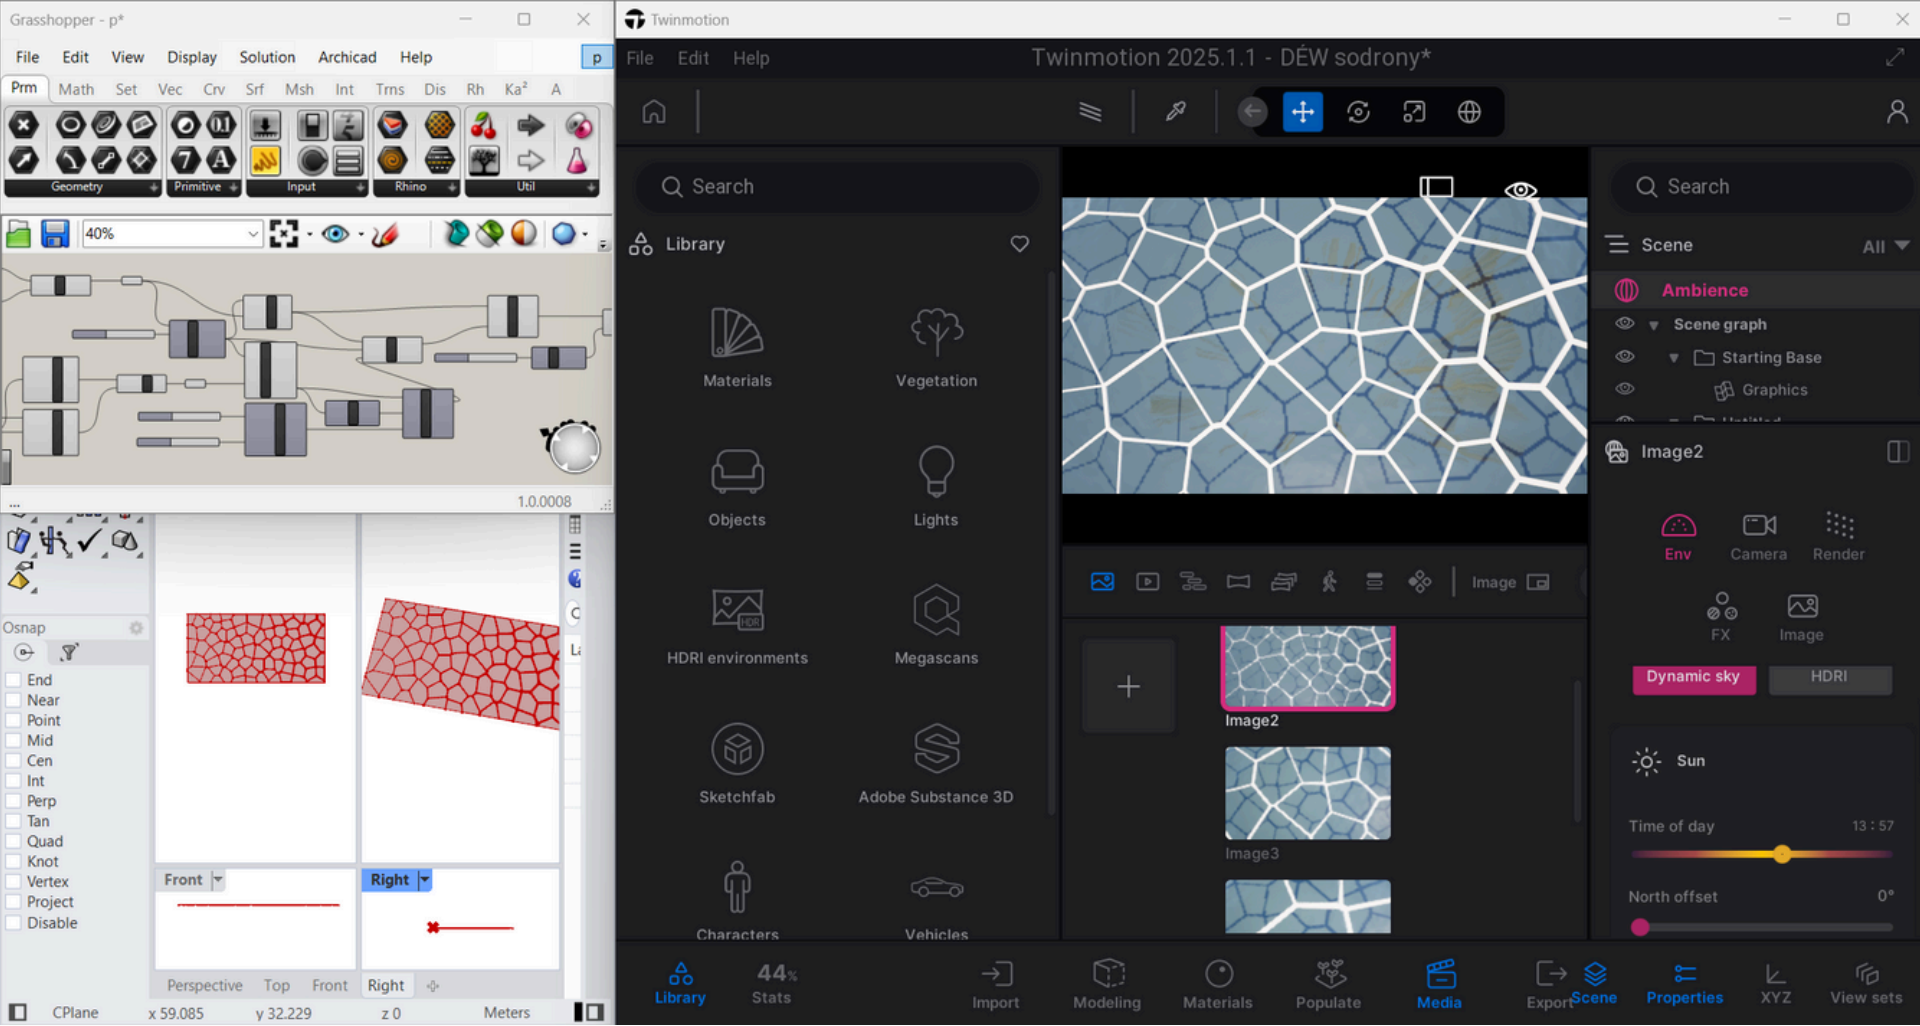 Grasshopper - p*
File Edit View Display Solution Archicad Help p
Prm Math Set Vec Crv Srf Msh Int Trns Dis Rh Ka² A
Geometry Primitive Input Rhino Util
40%
...
1.0.0008
Osnap
End
Near
Point
Mid
Cen
Int
Perp
Tan
Quad
Knot
Vertex
Project
Disable
Front
Right
Perspective Top Front Right
CPlane x 59.085 y 32.229 z 0 Meters
Twinmotion
File Edit Help
Twinmotion 2025.1.1 - DÉW sodrony*
Search
Library
Materials
Vegetation
Objects
Lights
HDR
HDRI environments
Megascans
Sketchfab
Adobe Substance 3D
Characters
Vehicles
Image
Image2
Image3
Search
Scene All
Ambience
Scene graph
Starting Base
Graphics
Untitled
Image2
Env Camera Render
FX Image
Dynamic sky HDRI
Sun
Time of day 13 : 57
North offset 0°
Library
44%
Stats
Import
Modeling
Materials
Populate
Media
Export
Scene
Properties
XYZ
View sets